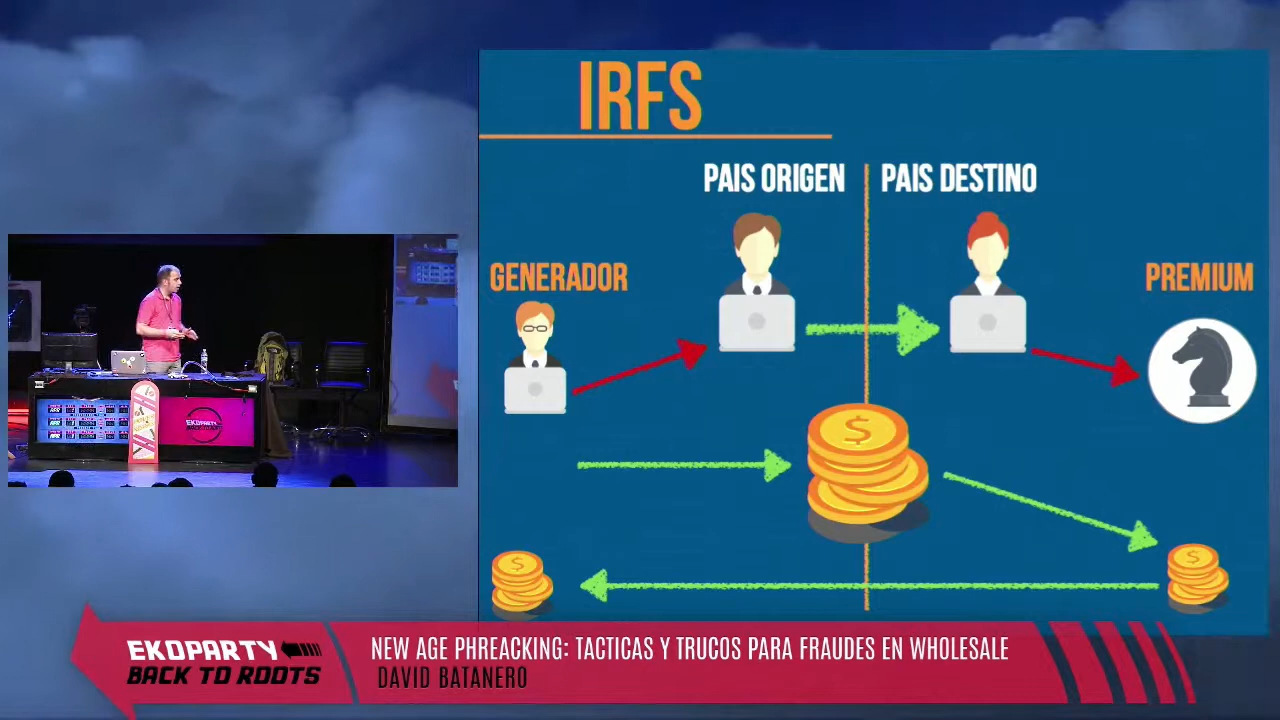 IRFS
PAIS ORIGEN
PAIS DESTINO
GENERADOR
PREMIUM
$
$
$
EKOPARTY
EKOPARTY
BACK TO ROOTS
NEW AGE PHREACKING: TACTICAS Y TRUCOS PARA FRAUDES EN WHOLESALE
DAVID BATANERO